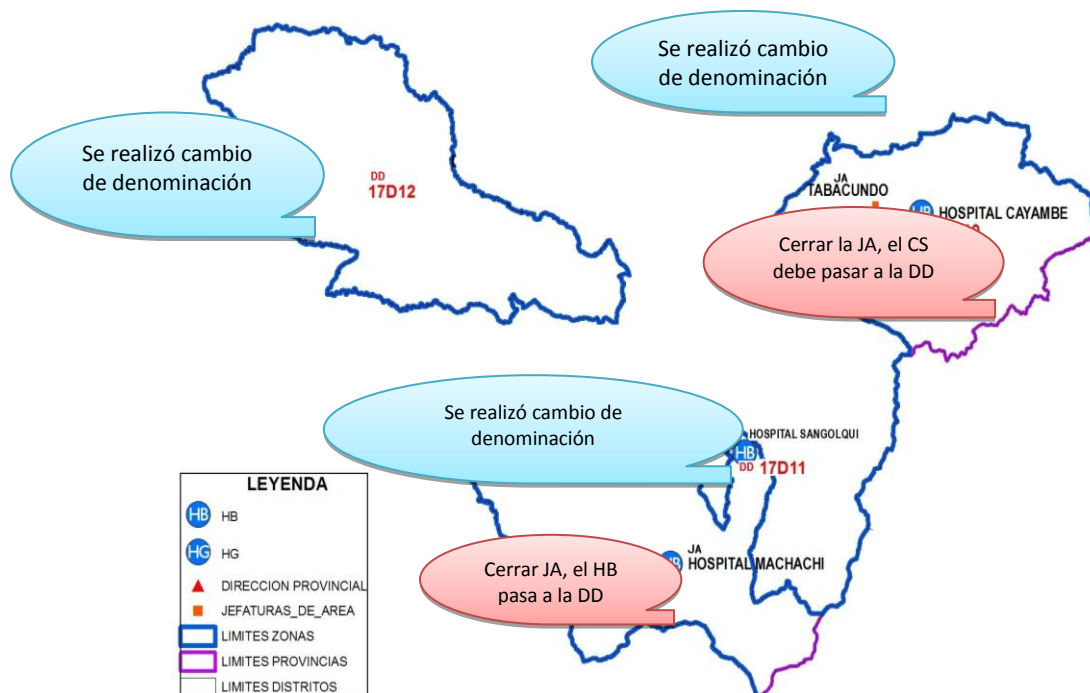 Se realizó cambio
de denominación
Se realizó cambio
de denominación
DD
17D12
JA
TABACUNDO
HB HOSPITAL CAYAMBE
Cerrar la JA, el CS
debe pasar a la DD
Se realizó cambio de
denominación
HOSPITAL SANGOLQUI
HB
DD 17D11
JA
HOSPITAL MACHACHI
Cerrar JA, el HB
pasa a la DD
LEYENDA
HB HB
HG HG
DIRECCION PROVINCIAL
JEFATURAS_DE_AREA
LIMITES ZONAS
LIMITES PROVINCIAS
LIMITES DISTRITOS